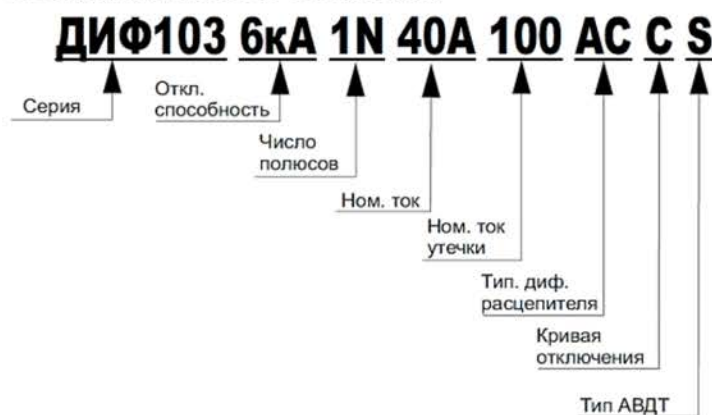 ДИФ103 6кА 1N 40А 100 АС С S
Серия
Откл.
способность
Число
полюсов
Ном. ток
Ном. ток
утечки
Тип. диф.
расцепителя
Кривая
отключения
Тип АВДТ